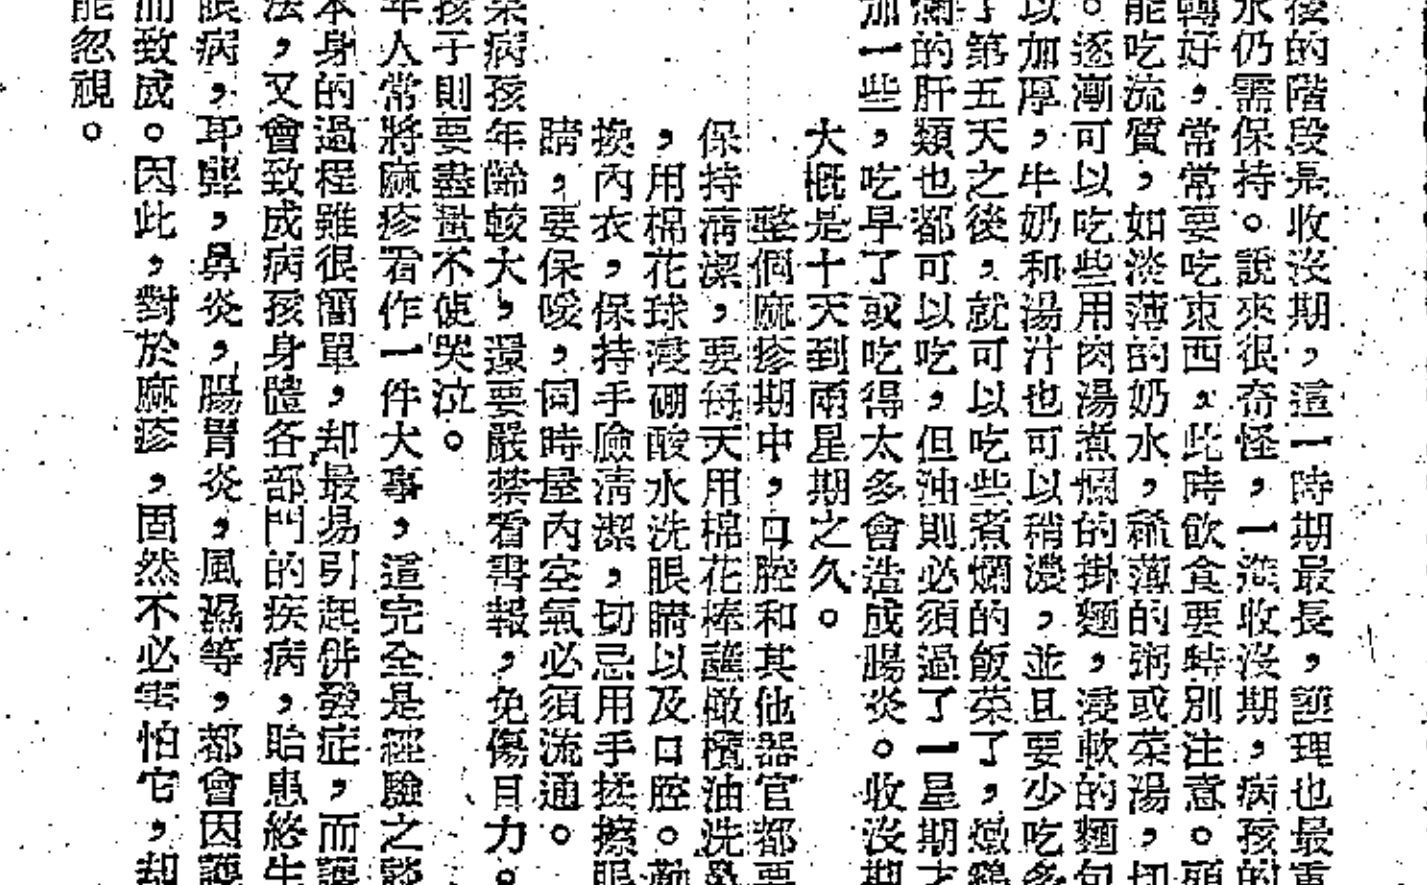 後的階段是收沒期，這一時期最長，護理也最重
水仍需保持。說來很奇怪，一從收沒期，病孩的
轉好，常常要吃東西，此時飲食要特別注意。頭
能吃流質，如淡薄的奶水，稀薄的粥或菜湯，切
。逐漸可以吃些用肉湯煮爛的掛麵，浸軟的麵包
以加厚，牛奶和湯汁也可以稍濃，並且要少吃多
了第五天之後，就可以吃些煮爛的飯菜了，燉鷄
爛的肝類也都可以吃，但油則必須過了一星期才
加一些，吃早了或吃得太多會造成腸炎。收沒期
大概是十天到兩星期之久。
整個麻疹期中，口腔和其他器官都要
保持清潔，要每天用棉花棒蘸橄欖油洗鼻
，用棉花球浸硼酸水洗眼睛以及口腔。勤
換內衣，保持手臉清潔，切忌用手揉擦眼
睛，要保暖，同時屋內空氣必須流通。
菜病孩年齡較大，還要嚴禁看書報，免傷目力。
孩子則要盡量不使哭泣。
年人常將麻疹看作一件大事，這完全是經驗之談
本身的過程雖很簡單，却最易引起併發症，而護
法，又會致成病孩身體各部門的疾病，貽患終生
眼病，耳聾，鼻炎，腸胃炎，風濕等，都會因護
而致成。因此，對於麻疹，固然不必害怕它，却
能忽視。